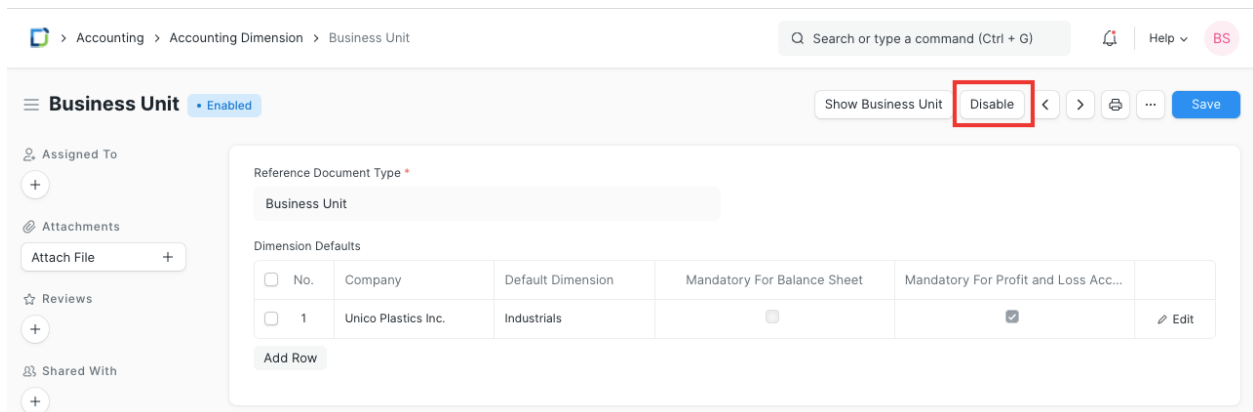 > Accounting > Accounting Dimension > Business Unit
Search or type a command (Ctrl + G)
Help
BS
Business Unit
• Enabled
Show Business Unit
Disable
< >
...
Save
Assigned To
+
Attachments
Attach File +
Reviews
+
Shared With
+
Reference Document Type *
Business Unit
Dimension Defaults
No. Company Default Dimension Mandatory For Balance Sheet Mandatory For Profit and Loss Acc...
1 Unico Plastics Inc. Industrials Edit
Add Row